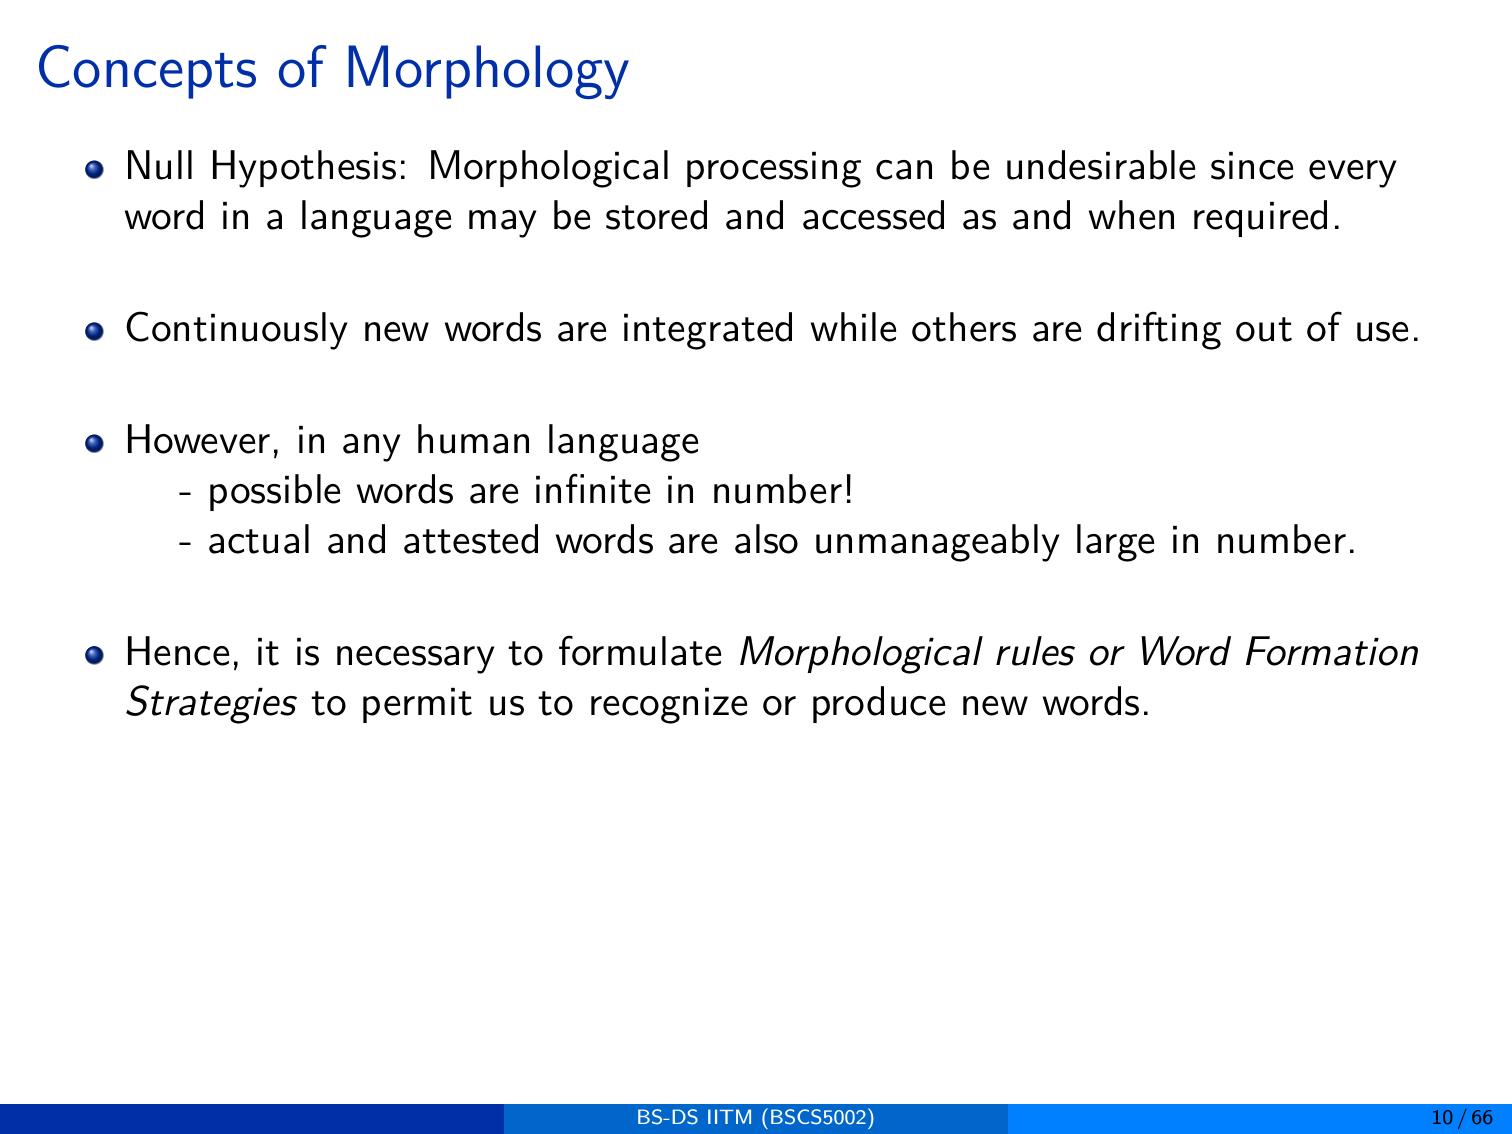 Concepts of Morphology
Null Hypothesis: Morphological processing can be undesirable since every
word in a language may be stored and accessed as and when required.
Continuously new words are integrated while others are drifting out of use.
However, in any human language
- possible words are infinite in number!
- actual and attested words are also unmanageably large in number.
Hence, it is necessary to formulate Morphological rules or Word Formation
Strategies to permit us to recognize or produce new words.
BS-DS IITM (BSCS5002)
10 / 66